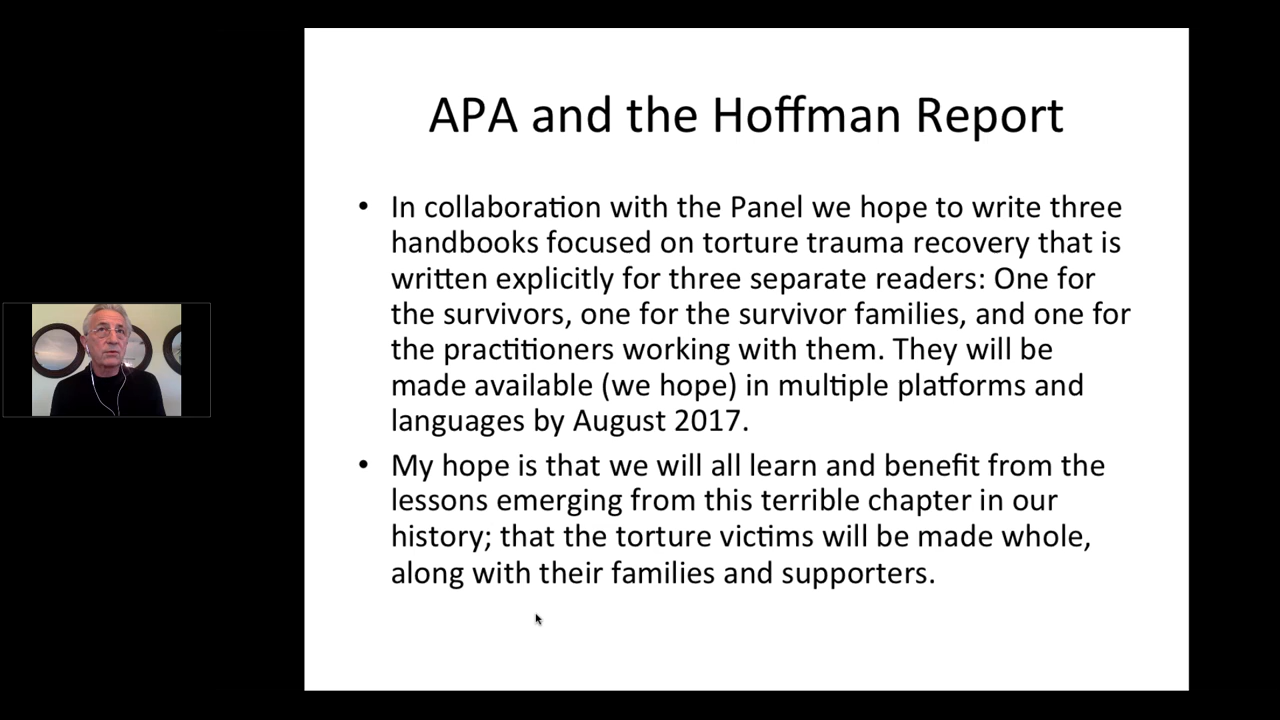 APA and the Hoffman Report
• In collaboration with the Panel we hope to write three
handbooks focused on torture trauma recovery that is
written explicitly for three separate readers: One for
the survivors, one for the survivor families, and one for
the practitioners working with them. They will be
made available (we hope) in multiple platforms and
languages by August 2017.
• My hope is that we will all learn and benefit from the
lessons emerging from this terrible chapter in our
history; that the torture victims will be made whole,
along with their families and supporters.